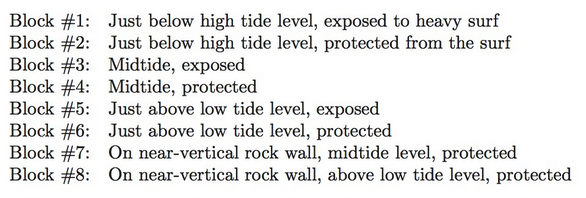 Block #1: Just below high tide level, exposed to heavy surf
Block #2: Just below high tide level, protected from the surf
Block #3: Midtide, exposed
Block #4: Midtide, protected
Block #5: Just above low tide level, exposed
Block #6: Just above low tide level, protected
Block #7: On near-vertical rock wall, midtide level, protected
Block #8: On near-vertical rock wall, above low tide level, protected